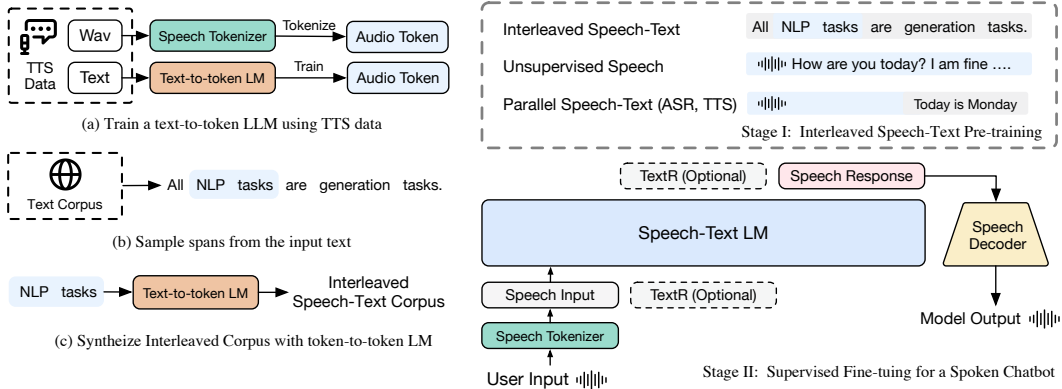 TTS
Data
Wav
Speech Tokenizer
Tokenize
Audio Token
Text
Text-to-token LM
Train
Audio Token
(a) Train a text-to-token LLM using TTS data
Text Corpus
All NLP tasks are generation tasks.
(b) Sample spans from the input text
NLP tasks
Text-to-token LM
Interleaved
Speech-Text Corpus
(c) Syntheize Interleaved Corpus with token-to-token LM
Interleaved Speech-Text
All NLP tasks are generation tasks.
Unsupervised Speech
How are you today? I am fine ....
Parallel Speech-Text (ASR, TTS)
Today is Monday
Stage I: Interleaved Speech-Text Pre-training
TextR (Optional)
Speech Response
Speech-Text LM
Speech
Decoder
Speech Input
TextR (Optional)
Speech Tokenizer
Model Output
User Input
Stage II: Supervised Fine-tuing for a Spoken Chatbot